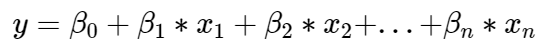 y = β₀ + β₁ * x₁ + β₂ * x₂+...+βₙ * xₙ